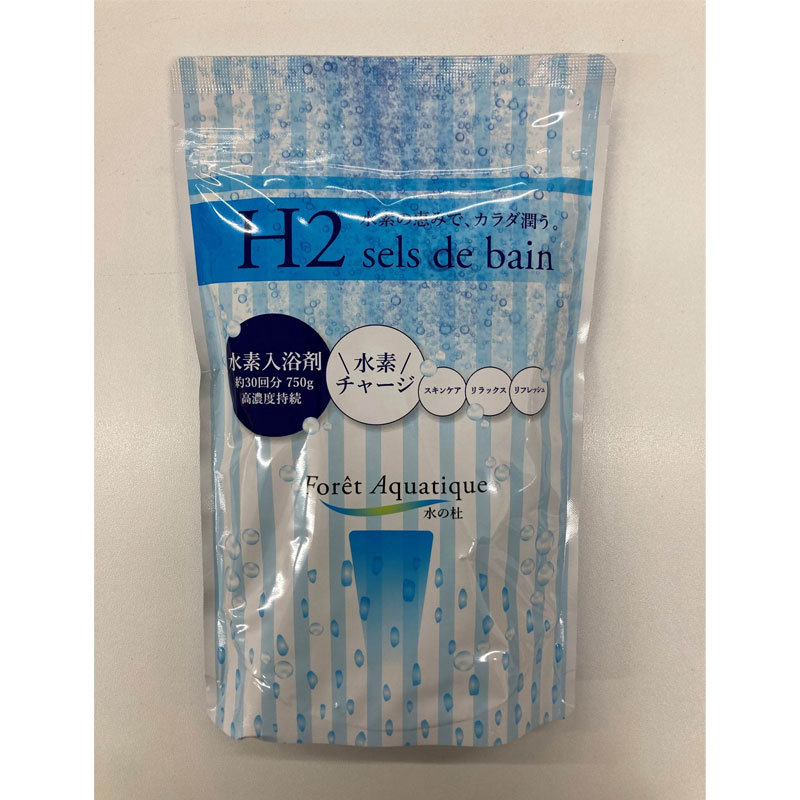 水素の恵みで、カラダ潤う。
H2 sels de bain
水素入浴剤
約30回分 750g
高濃度持続
\ 水素 /
チャージ
スキンケア
リラックス
リフレッシュ
Forêt Aquatique
水の杜